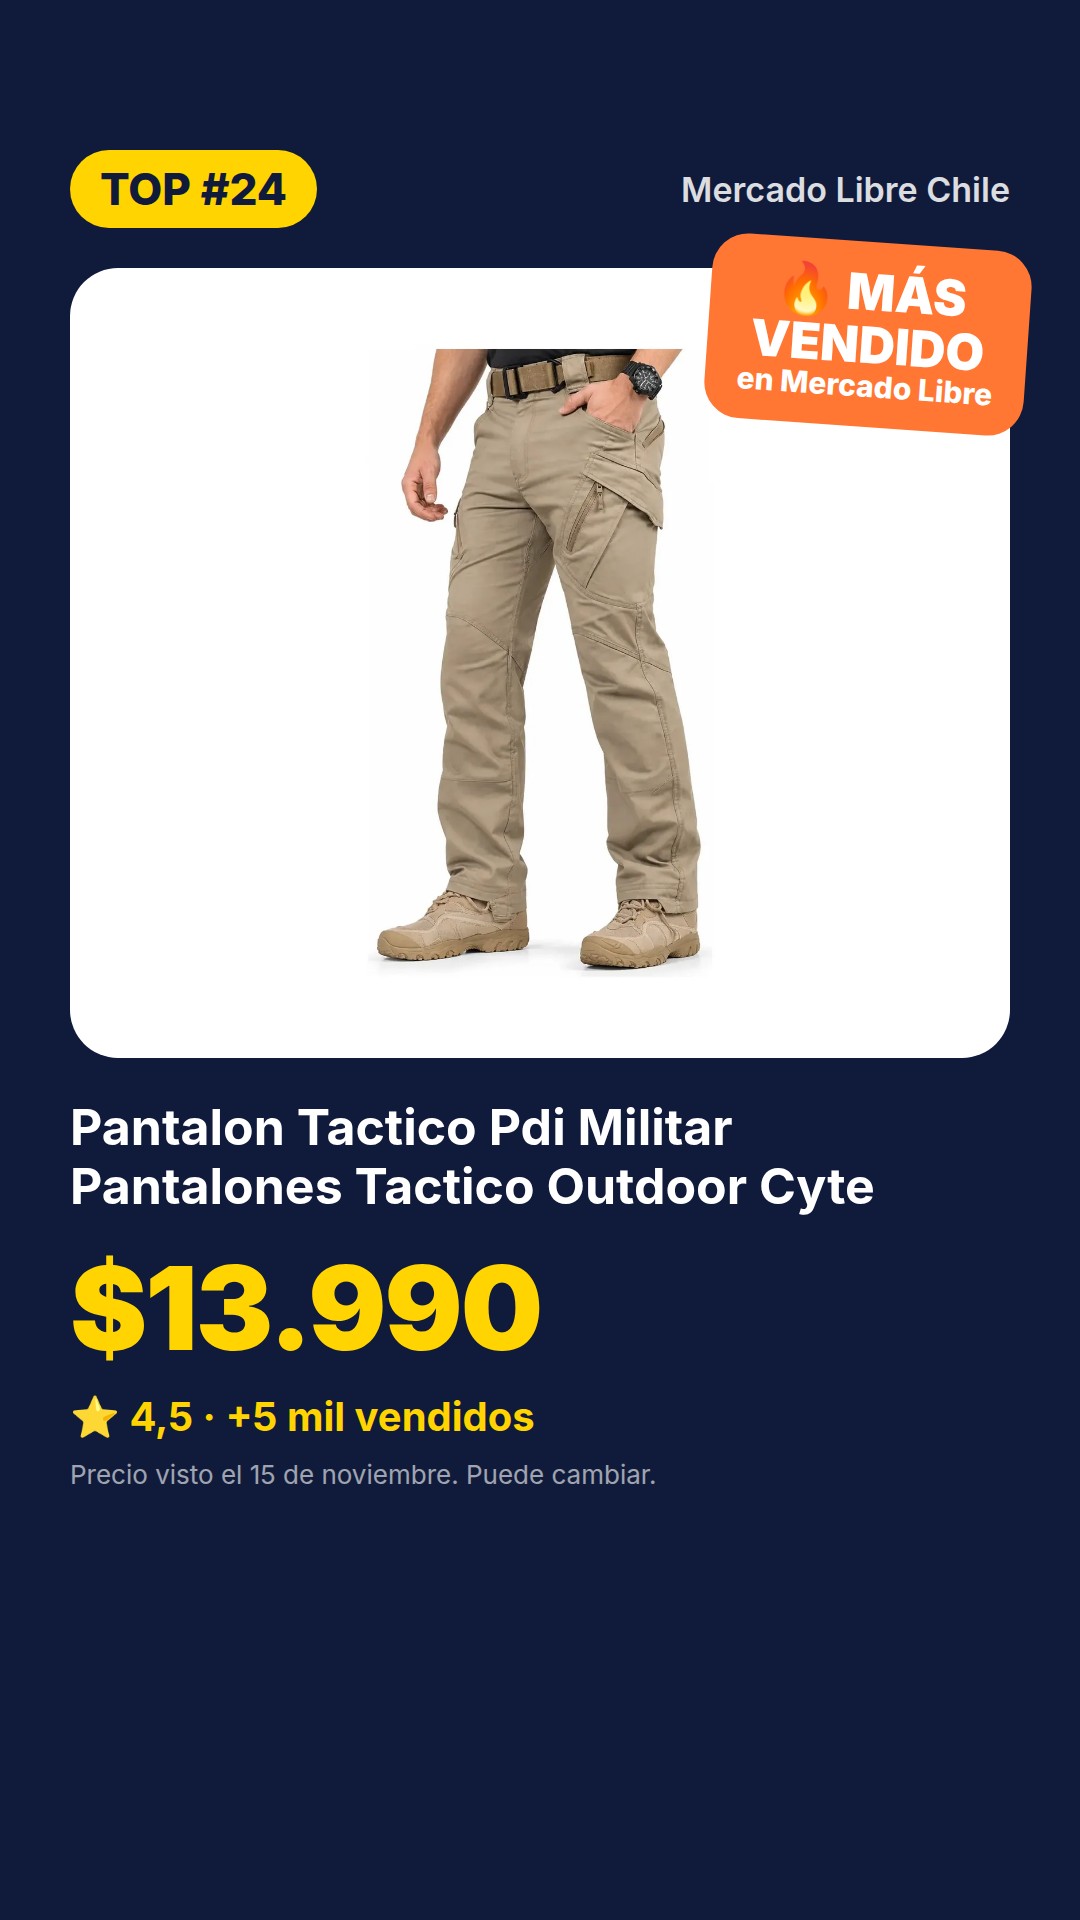 TOP #24
Mercado Libre Chile
🔥 MÁS
VENDIDO
en Mercado Libre
Pantalon Tactico Pdi Militar
Pantalones Tactico Outdoor Cyte
$13.990
⭐ 4,5 · +5 mil vendidos
Precio visto el 15 de noviembre. Puede cambiar.